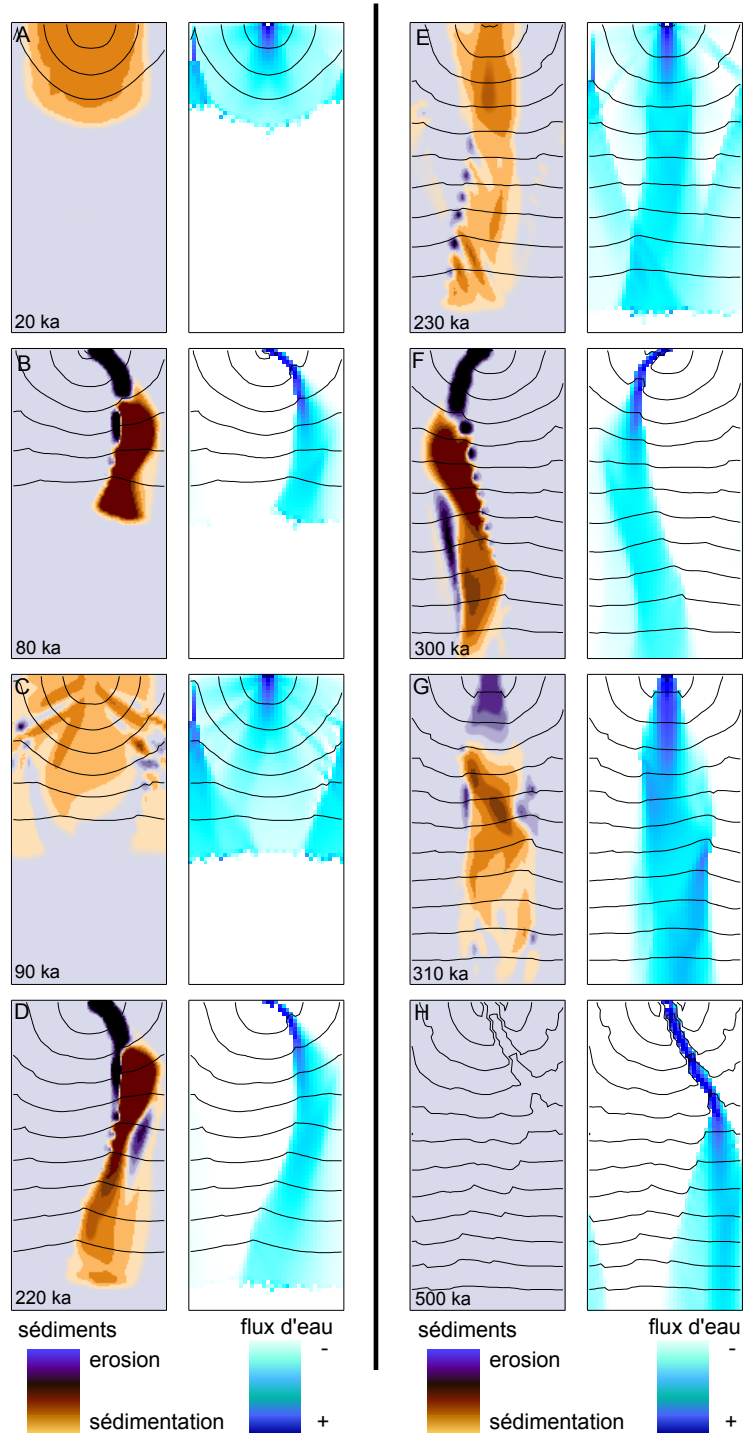 A
20 ka
B
80 ka
C
90 ka
D
220 ka
sédiments
erosion
sédimentation
flux d'eau
-
+
E
230 ka
F
300 ka
G
310 ka
H
500 ka
sédiments
erosion
sédimentation
flux d'eau
-
+